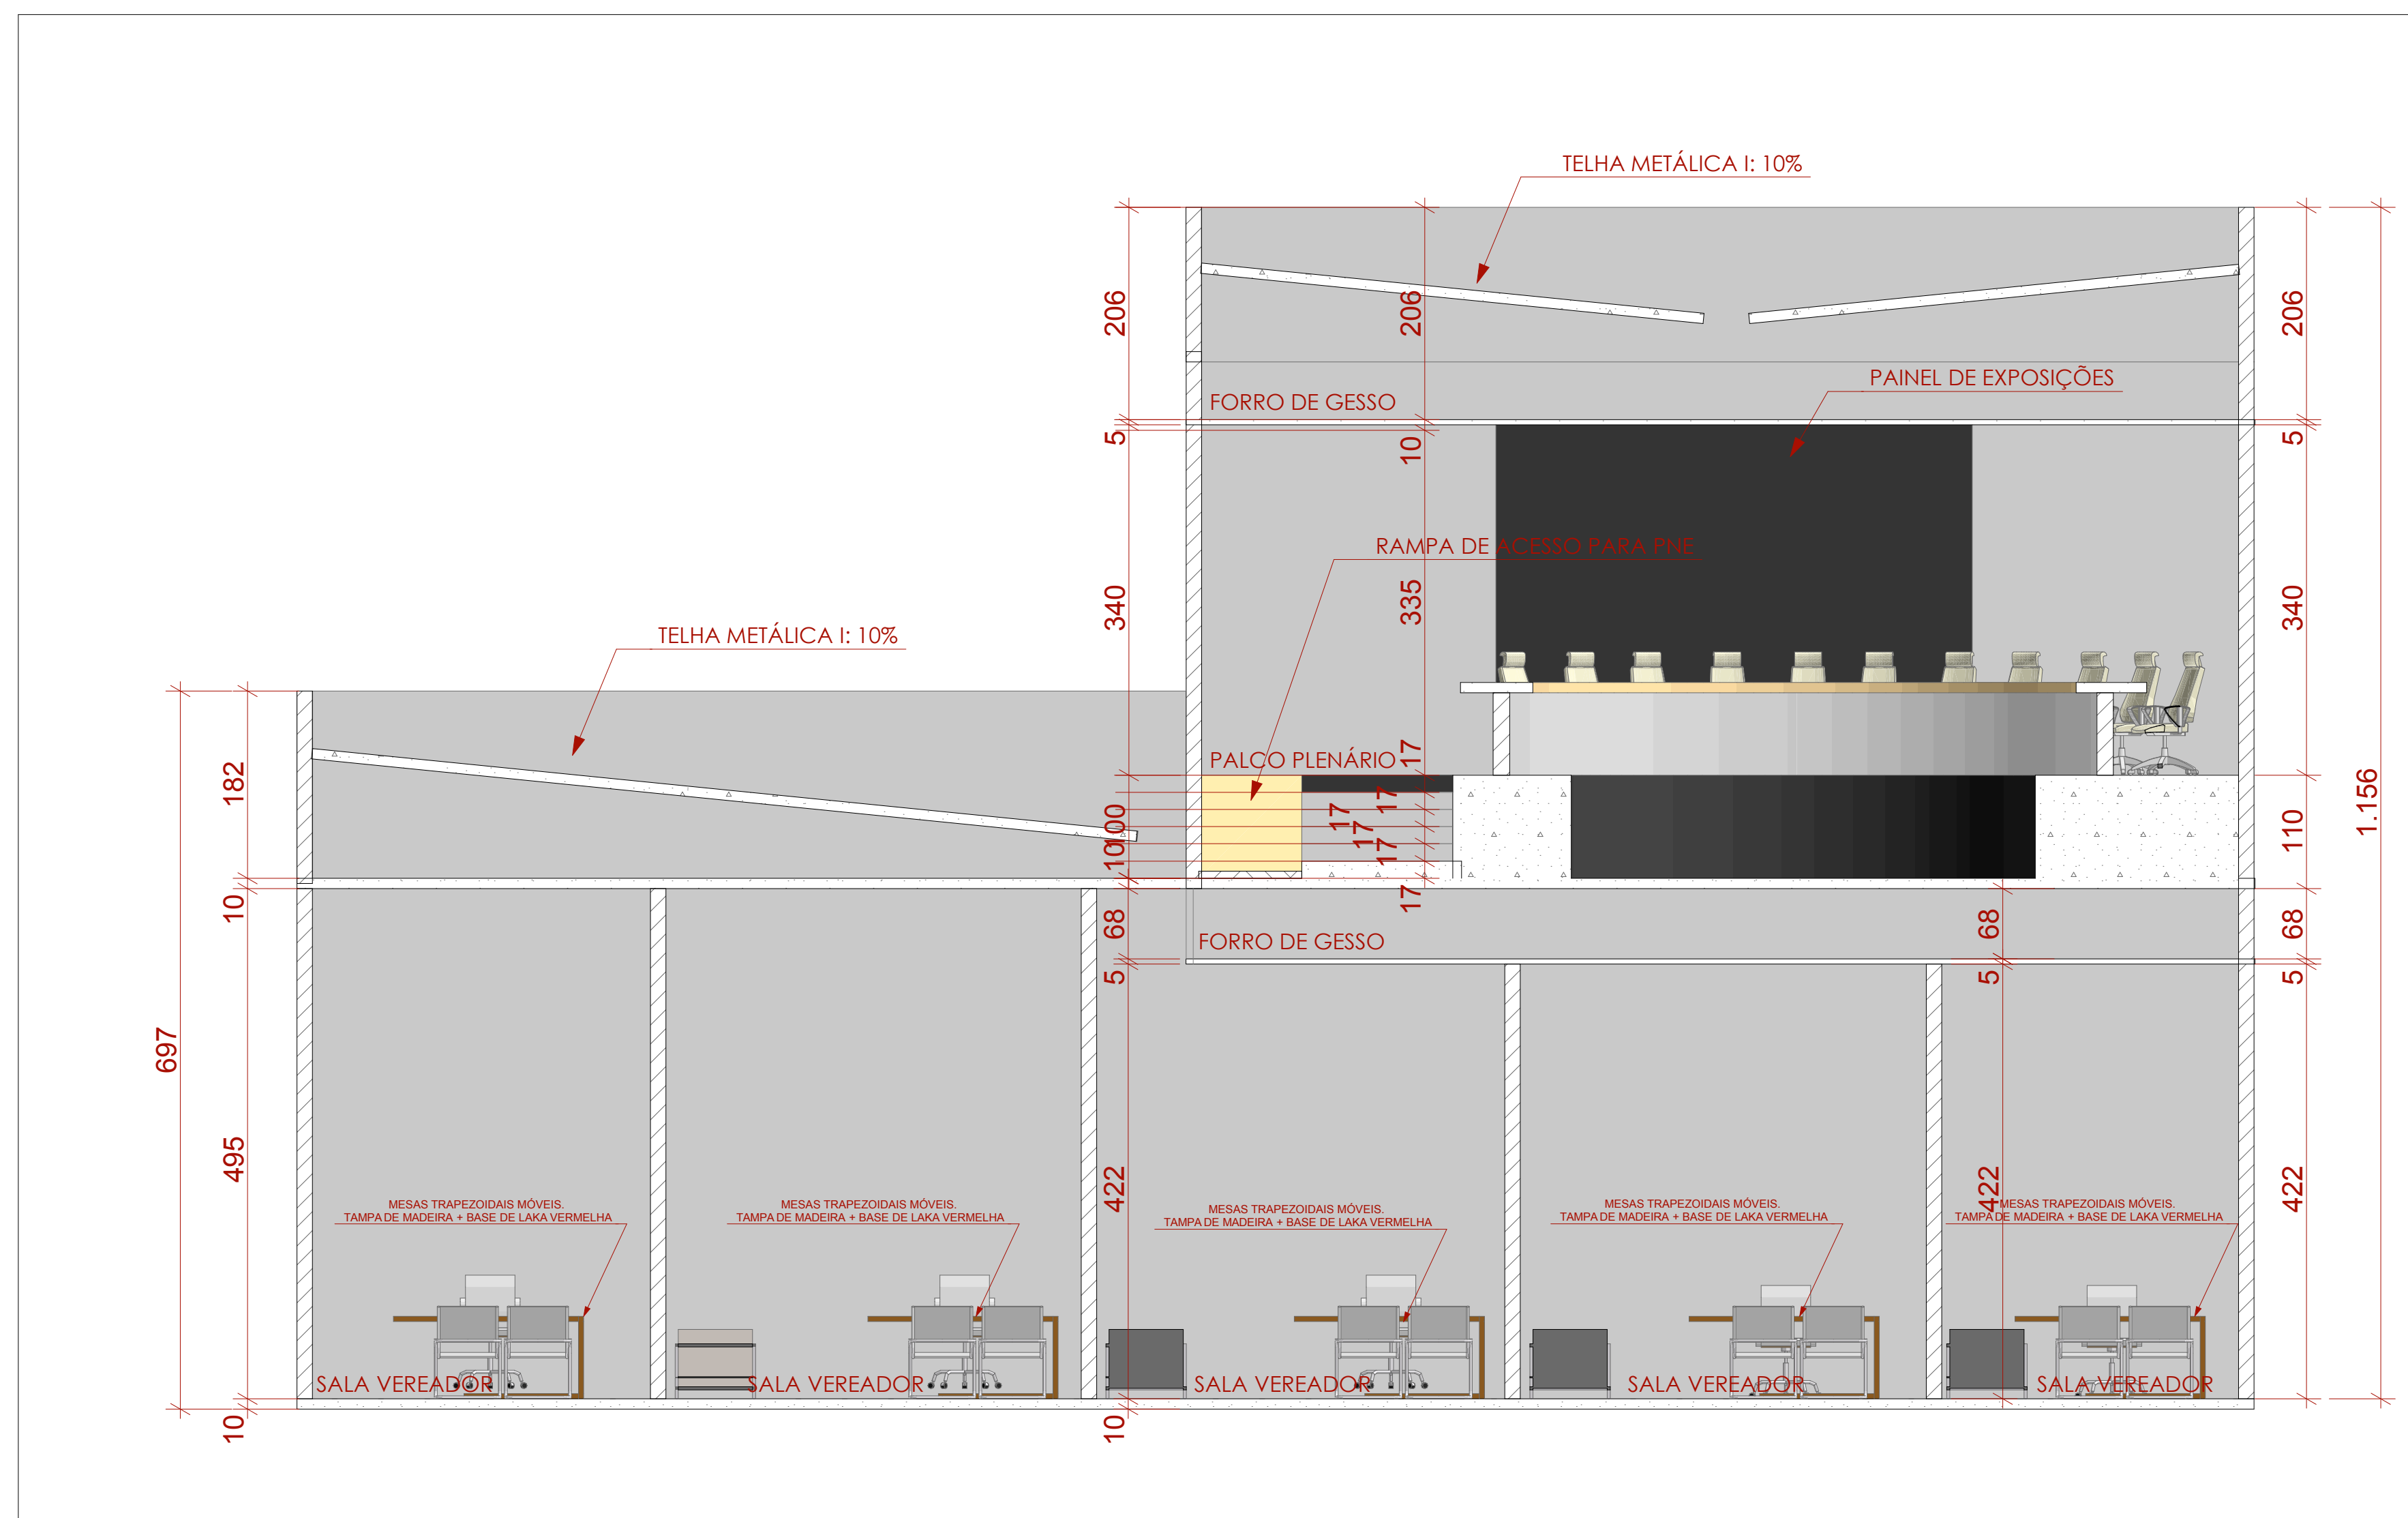 TELHA METÁLICA I: 10%
206
206
206
PAINEL DE EXPOSIÇÕES
FORRO DE GESSO
5
10
5
RAMPA DE ACESSO PARA PNE
340
335
340
1.156
TELHA METÁLICA I: 10%
PALCO PLENÁRIO
17
182
17
17
17
17
100
10
110
10
17
68
68
68
FORRO DE GESSO
5
5
5
697
495
422
422
422
MESAS TRAPEZOIDAIS MÓVEIS.
TAMPA DE MADEIRA + BASE DE LAKA VERMELHA
MESAS TRAPEZOIDAIS MÓVEIS.
TAMPA DE MADEIRA + BASE DE LAKA VERMELHA
MESAS TRAPEZOIDAIS MÓVEIS.
TAMPA DE MADEIRA + BASE DE LAKA VERMELHA
MESAS TRAPEZOIDAIS MÓVEIS.
TAMPA DE MADEIRA + BASE DE LAKA VERMELHA
MESAS TRAPEZOIDAIS MÓVEIS.
TAMPA DE MADEIRA + BASE DE LAKA VERMELHA
SALA VEREADOR
SALA VEREADOR
SALA VEREADOR
SALA VEREADOR
SALA VEREADOR
10
10